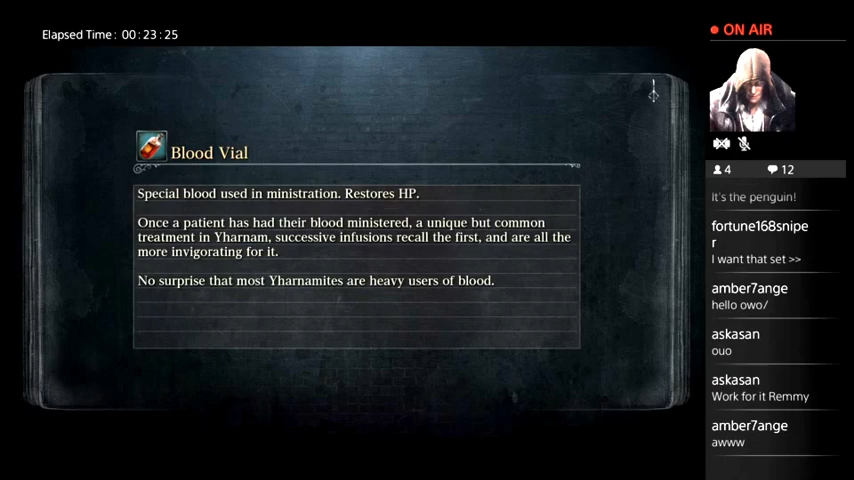 Elapsed Time : 00:23:25
Blood Vial
Special blood used in ministration. Restores HP.
Once a patient has had their blood ministered, a unique but common
treatment in Yharnam, successive infusions recall the first, and are all the
more invigorating for it.
No surprise that most Yharnamites are heavy users of blood.
ON AIR
4
12
It's the penguin!
fortune168snipe
r
I want that set >>
amber7ange
hello owo/
askasan
ouo
askasan
Work for it Remmy
amber7ange
awww